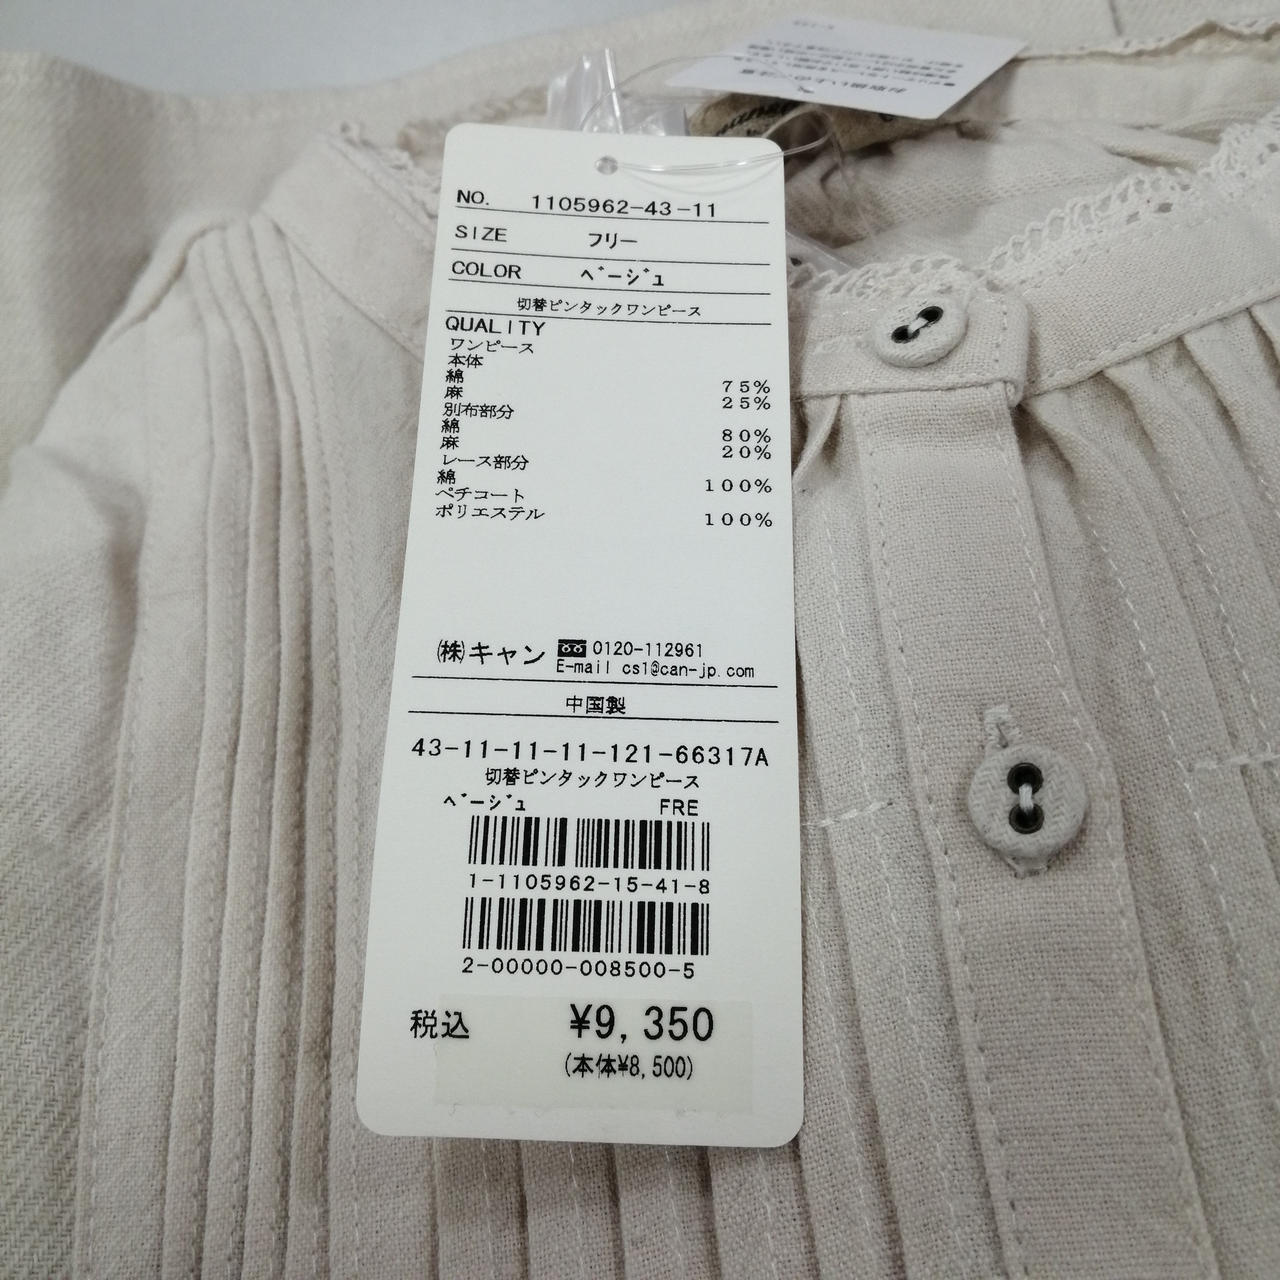 NO. 1105962-43-11
SIZE フリー
COLOR ベージュ
切替ピンタックワンピース
QUALITY
ワンピース
本体
綿 75%
麻 25%
別布部分
綿 80%
麻 20%
レース部分
綿 100%
ペチコート
ポリエステル 100%
㈱キャン 0120-112961
E-mail cs1@can-jp.com
中国製
43-11-11-11-121-66317A
切替ピンタックワンピース
ベージュ FRE
1-1105962-15-41-8
2-00000-008500-5
税込 ¥9,350
(本体¥8,500)